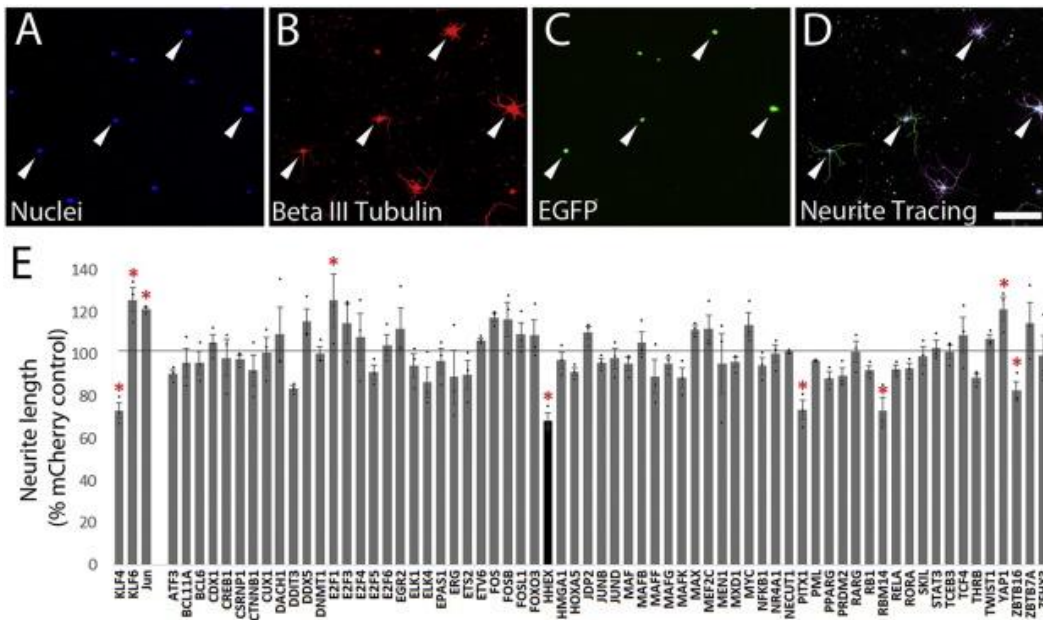 A
Nuclei
B
Beta III Tubulin
C
EGFP
D
Neurite Tracing
E
Neurite length
(% mCherry control)
140
120
100
80
60
40
20
0
*
*
*
*
*
*
*
*
*
KLF4
KLF6
Jun
ATF3
BCL11A
BCL6
CDX1
CREB1
CSRNP1
CTNNB1
CUX1
DACH1
DDIT3
DDX5
DNMT1
E2F1
E2F3
E2F4
E2F5
E2F6
EGR2
ELK1
ELK4
EPAS1
ERG
ETS2
ETV6
FOS
FOSB
FOSL1
FOXO3
HHEX
HMGA1
HOXA5
JDP2
JUNB
JUND
MAF
MAFB
MAFF
MAFG
MAFK
MAX
MEF2C
MEN1
MXD1
MYC
NFKB1
NR4A1
NECUT1
PITX1
PML
PPARG
PRDM2
RARG
RB1
RBM14
RELA
RORA
SKIL
STAT3
TCEB3
TCF4
THRB
TWIST1
YAP1
ZBTB16
ZBTB7A